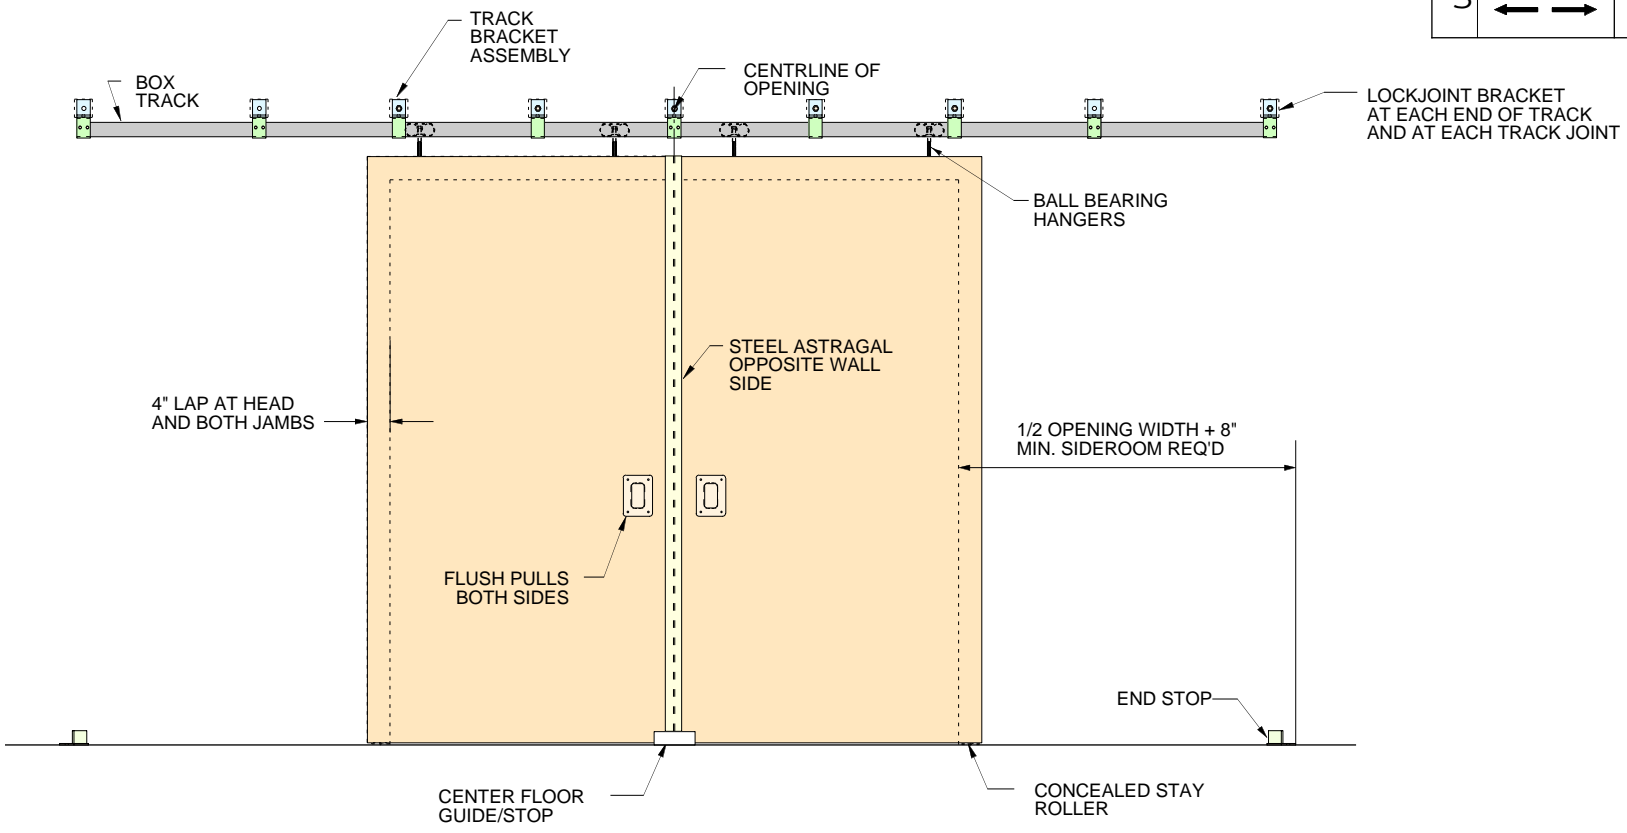 TRACK
BRACKET
ASSEMBLY
BOX
TRACK
CENTRLINE OF
OPENING
LOCKJOINT BRACKET
AT EACH END OF TRACK
AND AT EACH TRACK JOINT
BALL BEARING
HANGERS
STEEL ASTRAGAL
OPPOSITE WALL
SIDE
4" LAP AT HEAD
AND BOTH JAMBS
1/2 OPENING WIDTH + 8"
MIN. SIDEROOM REQ'D
FLUSH PULLS
BOTH SIDES
END STOP
CENTER FLOOR
GUIDE/STOP
CONCEALED STAY
ROLLER